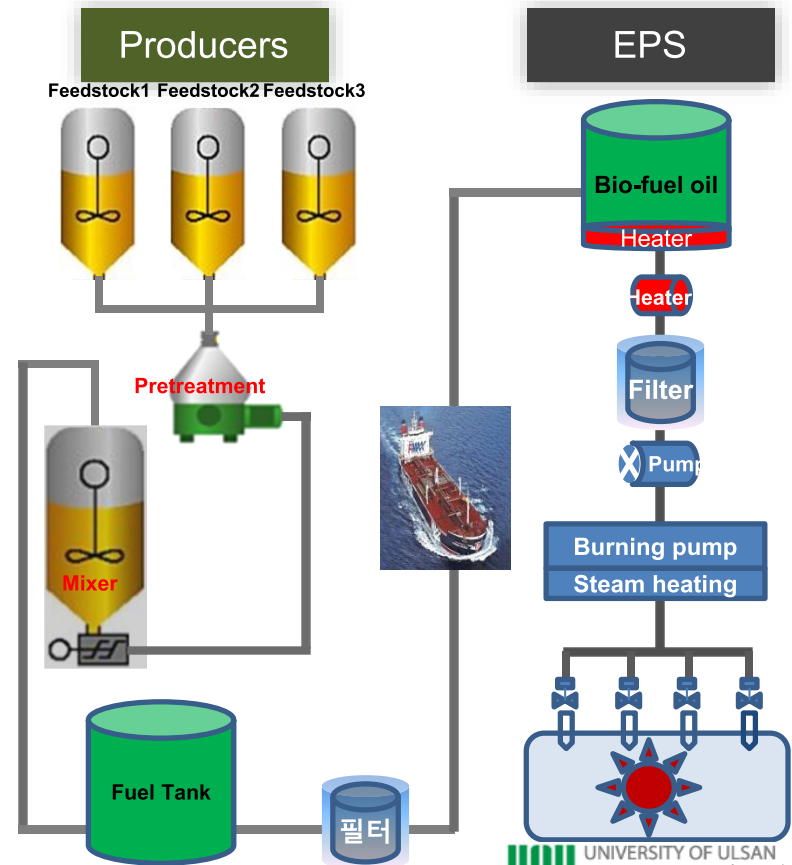 Producers
EPS
Feedstock1 Feedstock2 Feedstock3
Bio-fuel oil
Heater
Heater
Pretreatment
Filter
Pump
Mixer
Burning pump
Steam heating
Fuel Tank
필터
UNIVERSITY OF ULSAN